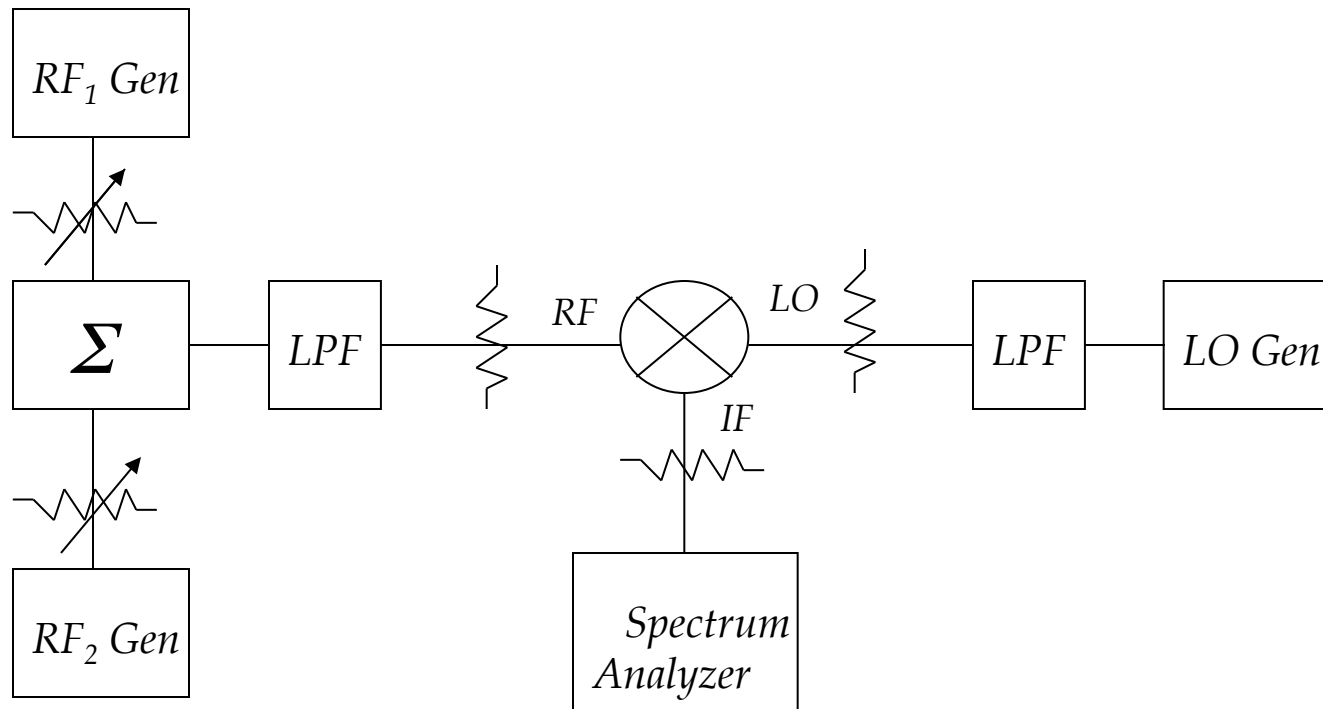 RF₁ Gen
Σ
LPF
RF
LO
LPF
LO Gen
IF
RF₂ Gen
Spectrum
Analyzer